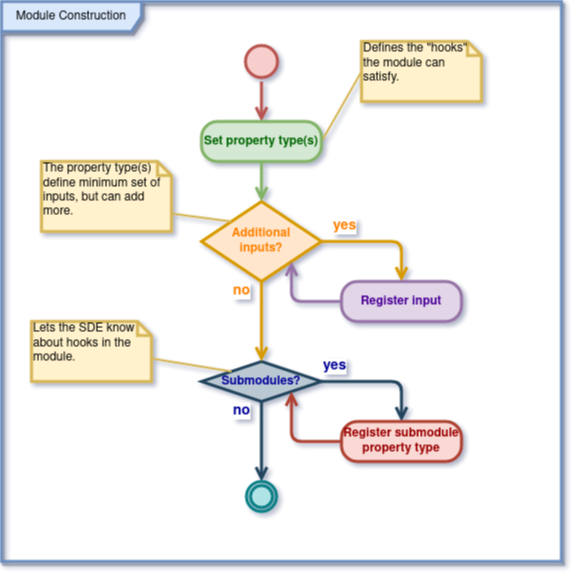 Module Construction
Defines the "hooks"
the module can
satisfy.
Set property type(s)
The property type(s)
define minimum set of
inputs, but can add
more.
Additional
inputs?
yes
no
Register input
Lets the SDE know
about hooks in the
module.
Submodules?
yes
no
Register submodule
property type